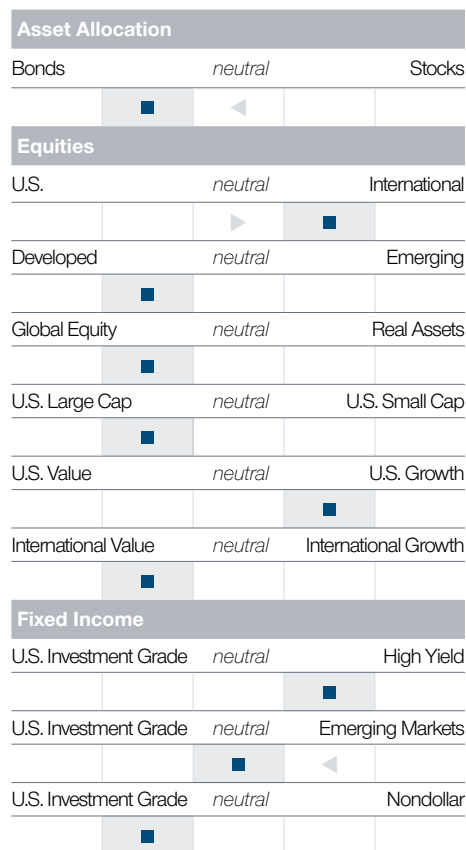 Asset Allocation
Bonds neutral Stocks
Equities
U.S. neutral International
Developed neutral Emerging
Global Equity neutral Real Assets
U.S. Large Cap neutral U.S. Small Cap
U.S. Value neutral U.S. Growth
International Value neutral International Growth
Fixed Income
U.S. Investment Grade neutral High Yield
U.S. Investment Grade neutral Emerging Markets
U.S. Investment Grade neutral Nondollar